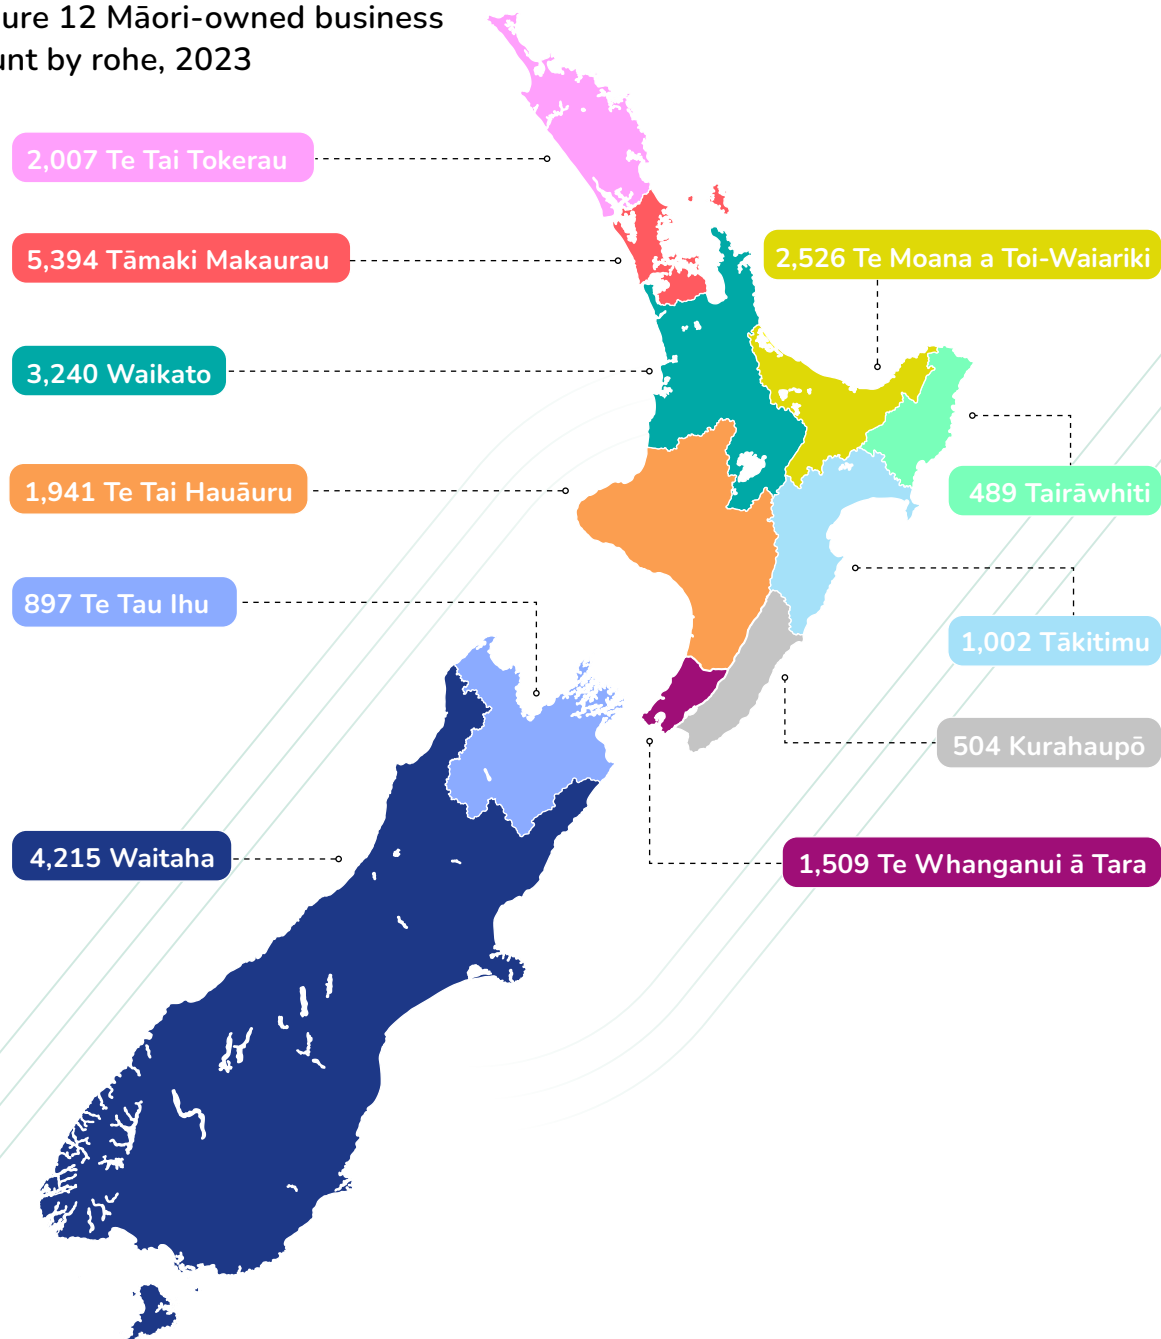 ure 12 Māori-owned business
unt by rohe, 2023
2,007 Te Tai Tokerau
5,394 Tāmaki Makaurau
2,526 Te Moana a Toi-Waiariki
3,240 Waikato
1,941 Te Tai Hauāuru
489 Tairāwhiti
897 Te Tau Ihu
1,002 Tākitimu
504 Kurahaupō
4,215 Waitaha
1,509 Te Whanganui ā Tara